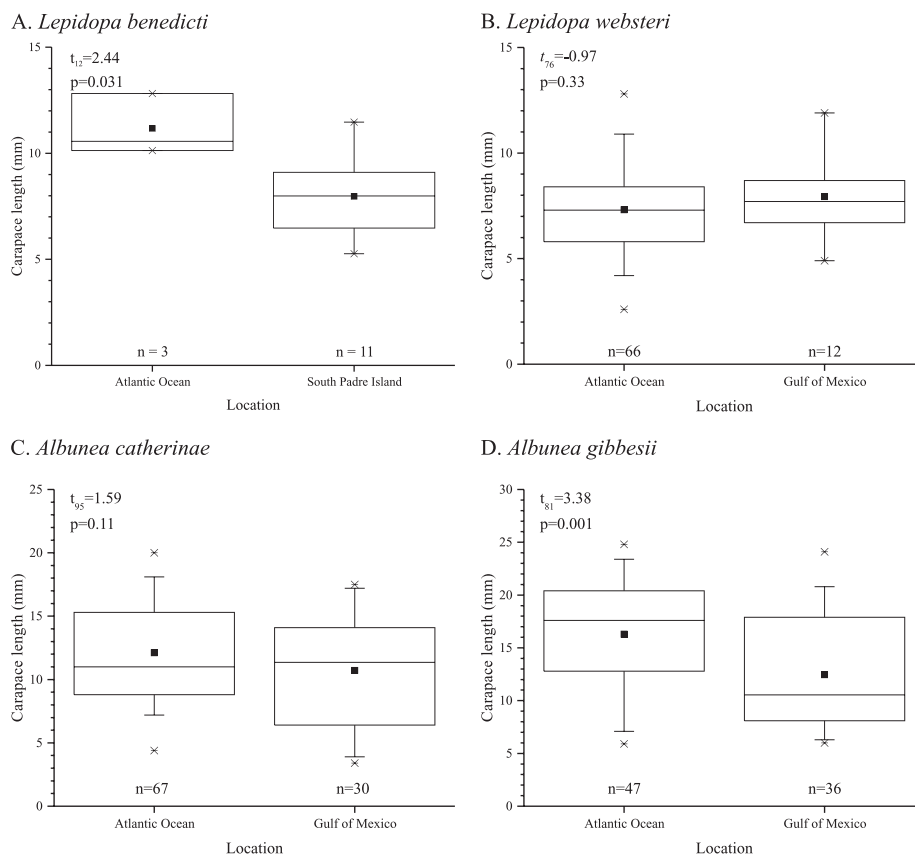 A. Lepidopa benedicti
t12=2.44
p=0.031
15
10
5
0
Carapace length (mm)
n = 3
n = 11
Atlantic Ocean
South Padre Island
Location
B. Lepidopa websteri
t76=-0.97
p=0.33
15
10
5
0
Carapace length (mm)
n=66
n=12
Atlantic Ocean
Gulf of Mexico
Location
C. Albunea catherinae
t95=1.59
p=0.11
25
20
15
10
5
0
Carapace length (mm)
n=67
n=30
Atlantic Ocean
Gulf of Mexico
Location
D. Albunea gibbesii
t81=3.38
p=0.001
30
25
20
15
10
5
0
Carapace length (mm)
n=47
n=36
Atlantic Ocean
Gulf of Mexico
Location